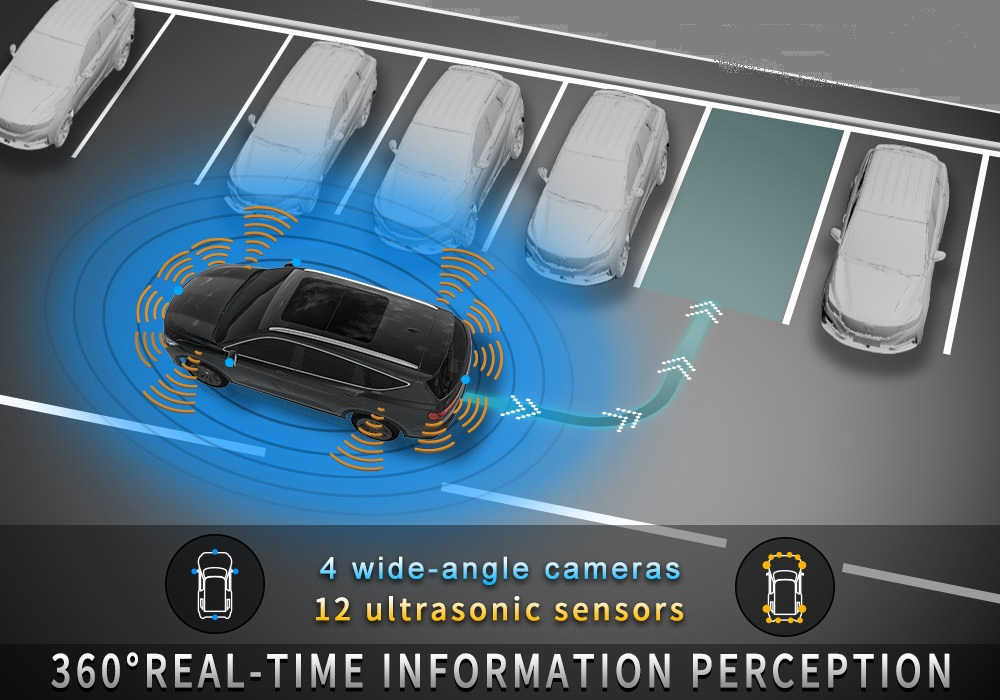 4 wide-angle cameras
12 ultrasonic sensors
360°REAL-TIME INFORMATION PERCEPTION